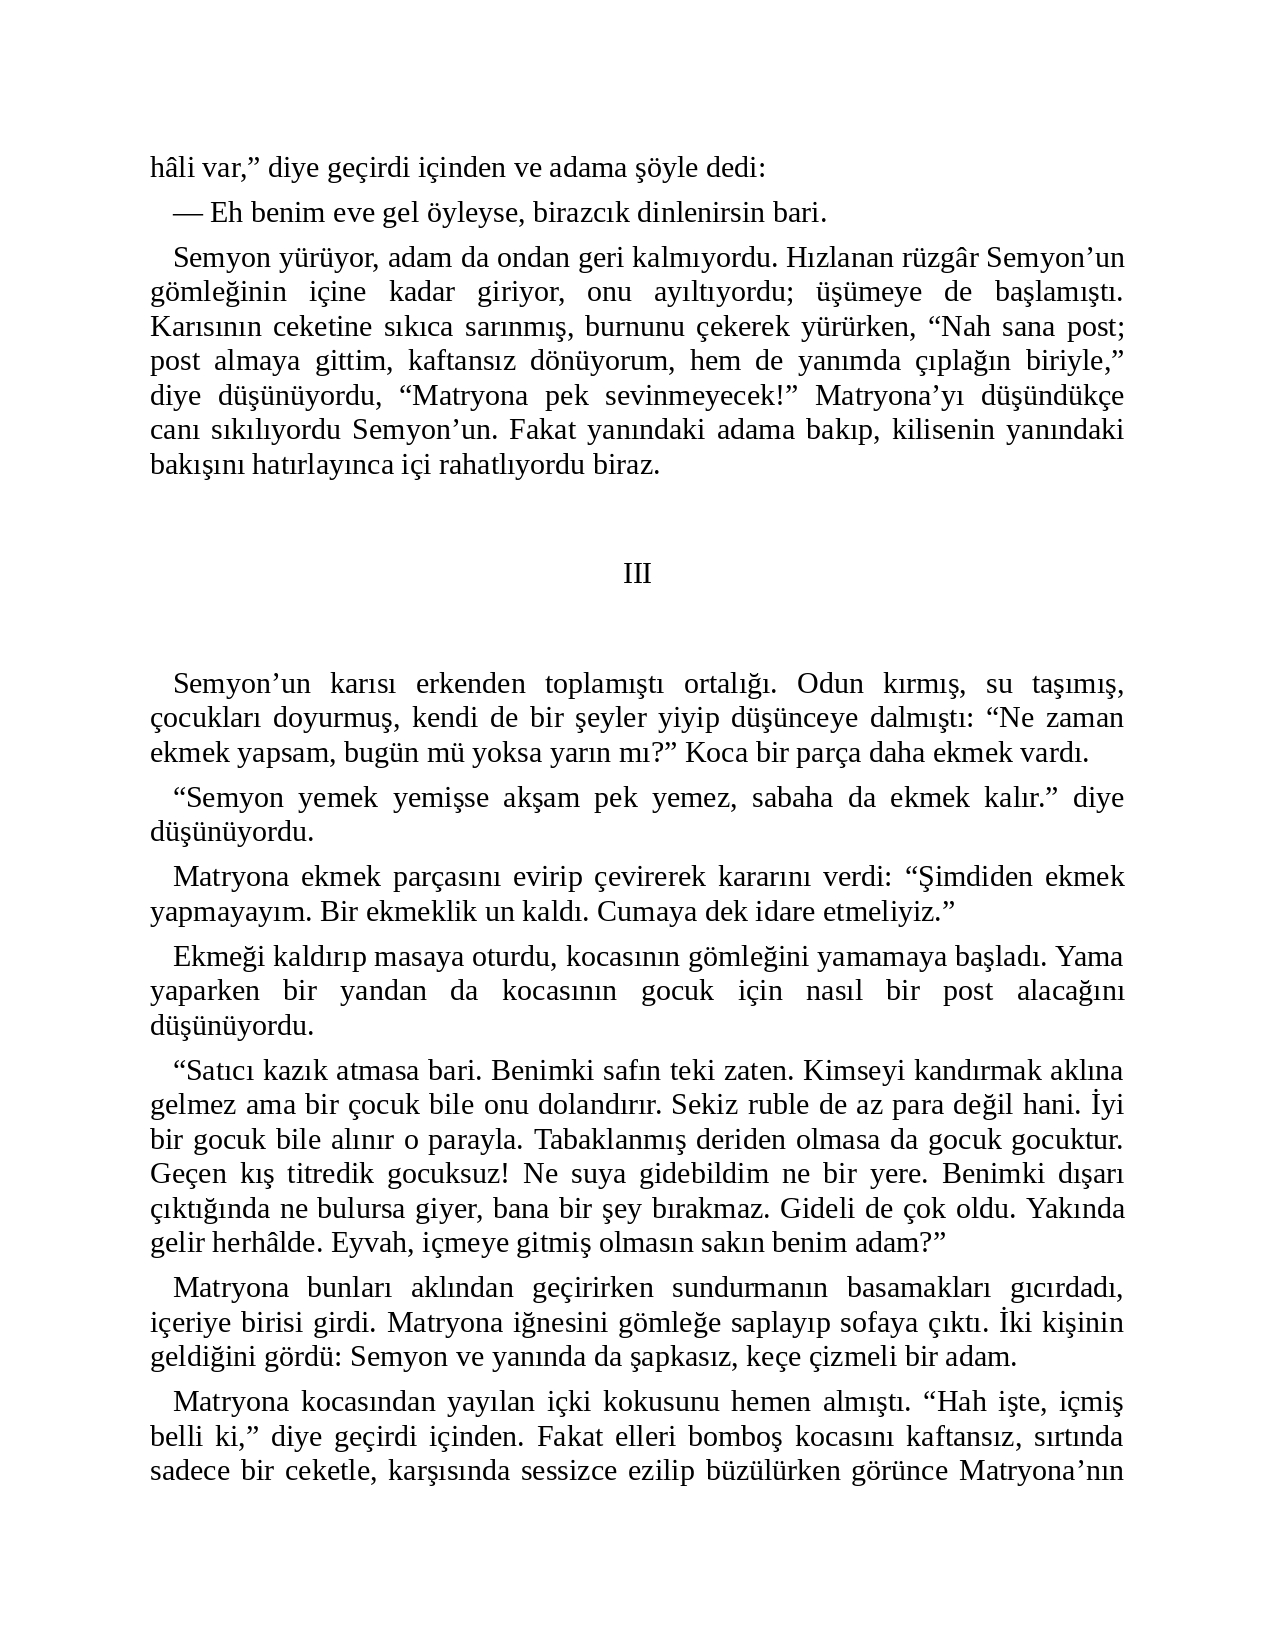 hâli var,” diye geçirdi içinden ve adama şöyle dedi:
— Eh benim eve gel öyleyse, birazcık dinlenirsin bari.
Semyon yürüyor, adam da ondan geri kalmıyordu. Hızlanan rüzgâr Semyon’un
gömleğinin içine kadar giriyor, onu ayıltıyordu; üşümeye de başlamıştı.
Karısının ceketine sıkıca sarınmış, burnunu çekerek yürürken, “Nah sana post;
post almaya gittim, kaftansız dönüyorum, hem de yanımda çıplağın biriyle,”
diye düşünüyordu, “Matryona pek sevinmeyecek!” Matryona’yı düşündükçe
canı sıkılıyordu Semyon’un. Fakat yanındaki adama bakıp, kilisenin yanındaki
bakışını hatırlayınca içi rahatlıyordu biraz.
III
Semyon’un karısı erkenden toplamıştı ortalığı. Odun kırmış, su taşımış,
çocukları doyurmuş, kendi de bir şeyler yiyip düşünceye dalmıştı: “Ne zaman
ekmek yapsam, bugün mü yoksa yarın mı?” Koca bir parça daha ekmek vardı.
“Semyon yemek yemişse akşam pek yemez, sabaha da ekmek kalır.” diye
düşünüyordu.
Matryona ekmek parçasını evirip çevirerek kararını verdi: “Şimdiden ekmek
yapmayayım. Bir ekmeklik un kaldı. Cumaya dek idare etmeliyiz.”
Ekmeği kaldırıp masaya oturdu, kocasının gömleğini yamamaya başladı. Yama
yaparken bir yandan da kocasının gocuk için nasıl bir post alacağını
düşünüyordu.
“Satıcı kazık atmasa bari. Benimki safın teki zaten. Kimseyi kandırmak aklına
gelmez ama bir çocuk bile onu dolandırır. Sekiz ruble de az para değil hani. İyi
bir gocuk bile alınır o parayla. Tabaklanmış deriden olmasa da gocuk gocuktur.
Geçen kış titredik gocuksuz! Ne suya gidebildim ne bir yere. Benimki dışarı
çıktığında ne bulursa giyer, bana bir şey bırakmaz. Gideli de çok oldu. Yakında
gelir herhâlde. Eyvah, içmeye gitmiş olmasın sakın benim adam?”
Matryona bunları aklından geçirirken sundurmanın basamakları gıcırdadı,
içeriye birisi girdi. Matryona iğnesini gömleğe saplayıp sofaya çıktı. İki kişinin
geldiğini gördü: Semyon ve yanında da şapkasız, keçe çizmeli bir adam.
Matryona kocasından yayılan içki kokusunu hemen almıştı. “Hah işte, içmiş
belli ki,” diye geçirdi içinden. Fakat elleri bomboş kocasını kaftansız, sırtında
sadece bir ceketle, karşısında sessizce ezilip büzülürken görünce Matryona’nın